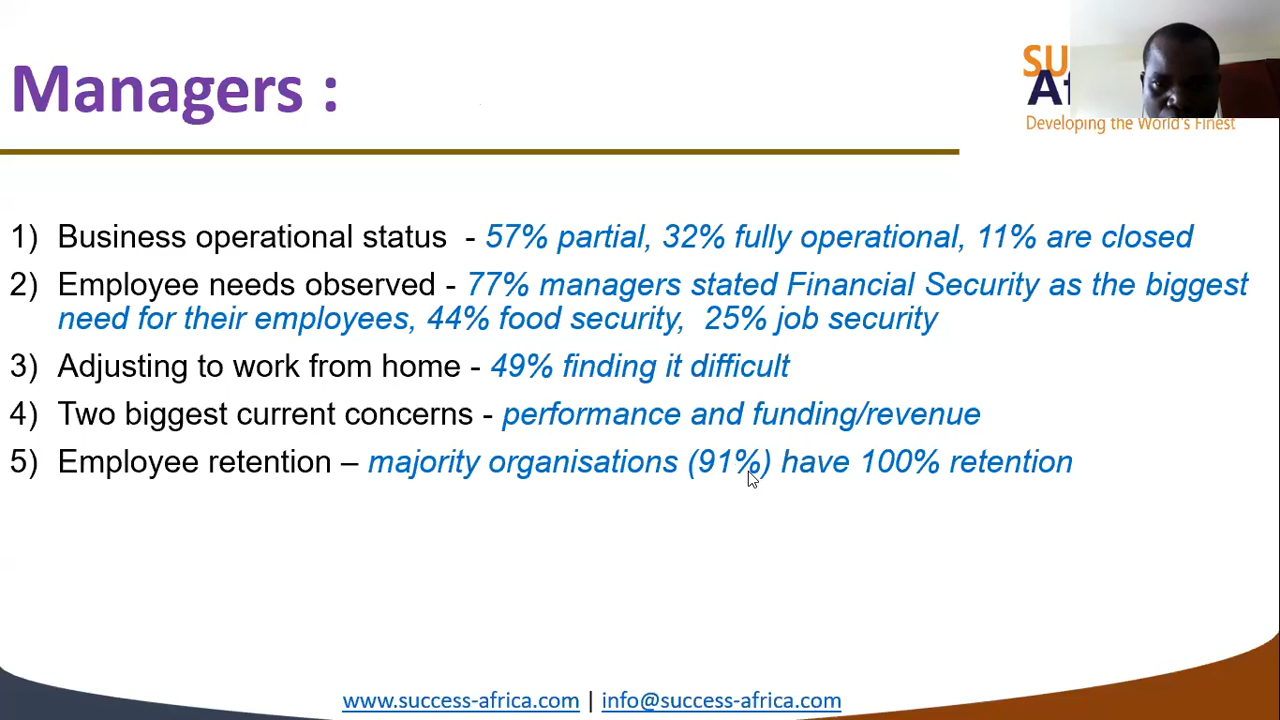 Managers :
SU
Af
Developing the World's Finest
1) Business operational status - 57% partial, 32% fully operational, 11% are closed
2) Employee needs observed - 77% managers stated Financial Security as the biggest
need for their employees, 44% food security, 25% job security
3) Adjusting to work from home - 49% finding it difficult
4) Two biggest current concerns - performance and funding/revenue
5) Employee retention – majority organisations (91%) have 100% retention
www.success-africa.com | info@success-africa.com